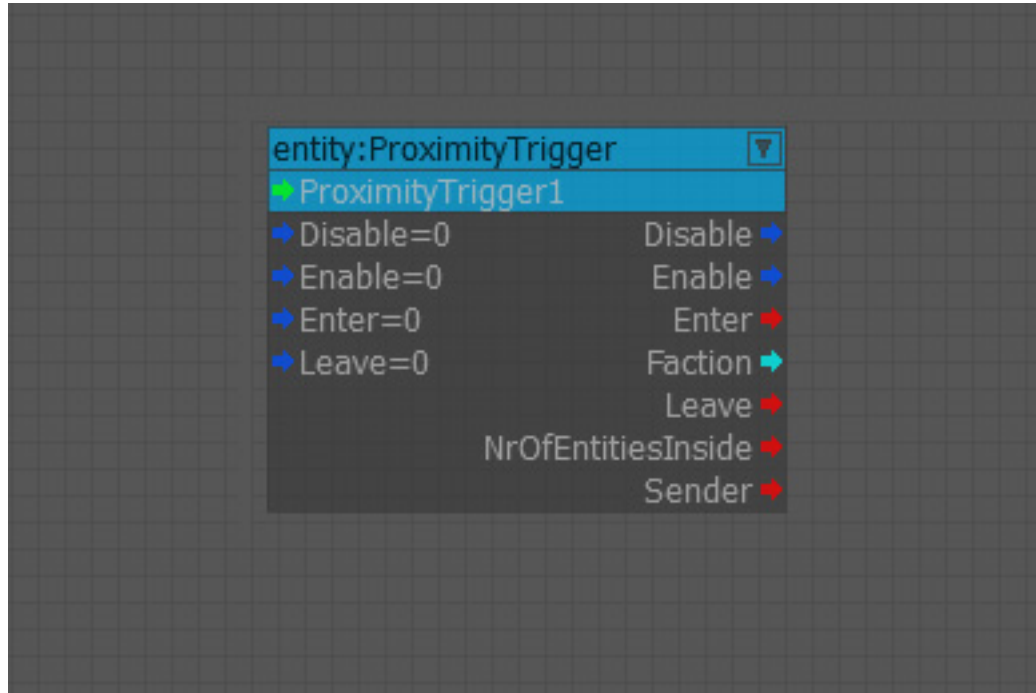 entity:ProximityTrigger
ProximityTrigger1
Disable=0 Disable
Enable=0 Enable
Enter=0 Enter
Leave=0 Faction
Leave
NrOfEntitiesInside
Sender